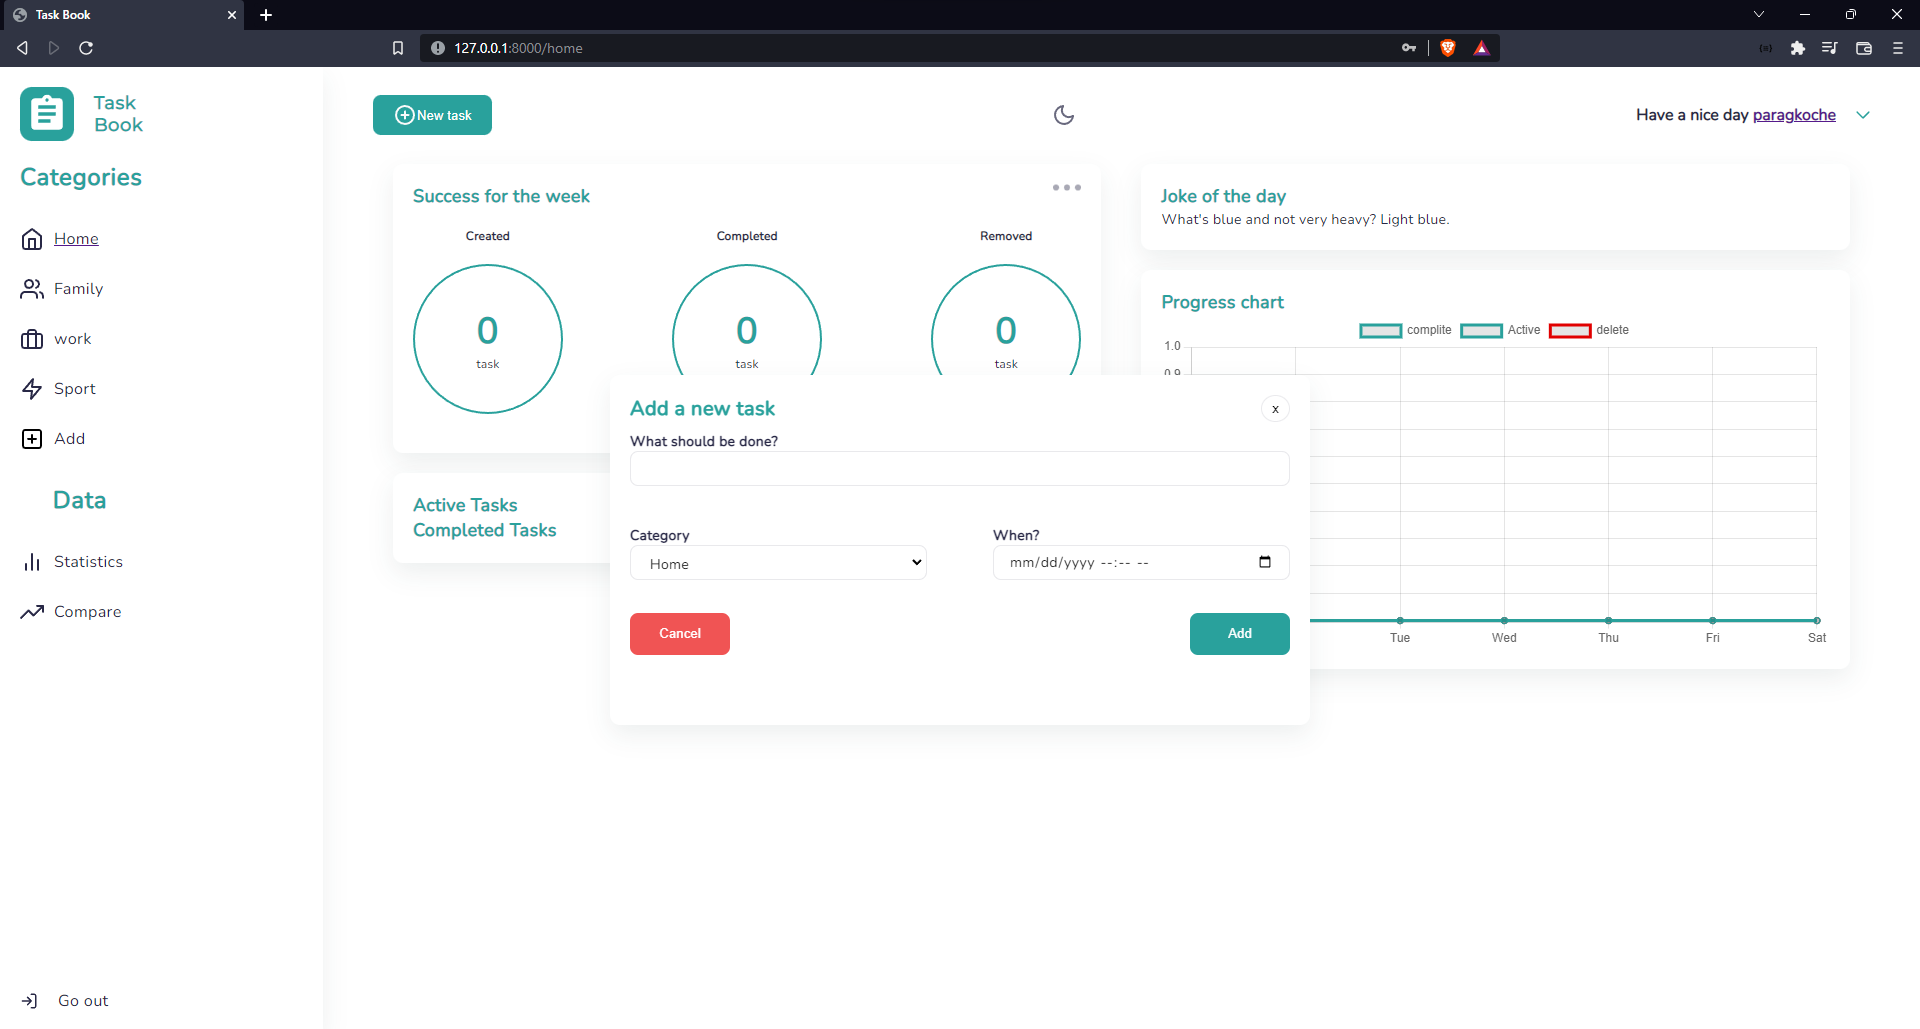 Task Book
127.0.0.1:8000/home
Task
Book
Categories
Home
Family
work
Sport
Add
Data
Statistics
Compare
Go out
New task
Have a nice day paragkoche
Success for the week
Created
Completed
Removed
0
task
0
task
0
task
Active Tasks
Completed Tasks
Joke of the day
What's blue and not very heavy? Light blue.
Progress chart
complite
Active
delete
1.0
0.9
Tue
Wed
Thu
Fri
Sat
Add a new task
x
What should be done?
Category
When?
Home
mm/dd/yyyy --:-- --
Cancel
Add